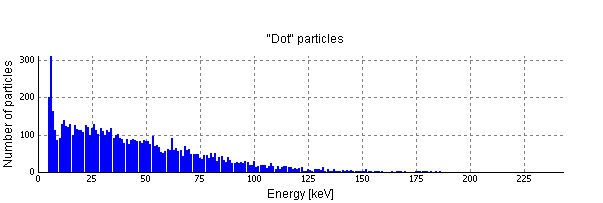 "Dot" particles
Number of particles
300
200
100
0
0 25 50 75 100 125 150 175 200 225
Energy [keV]